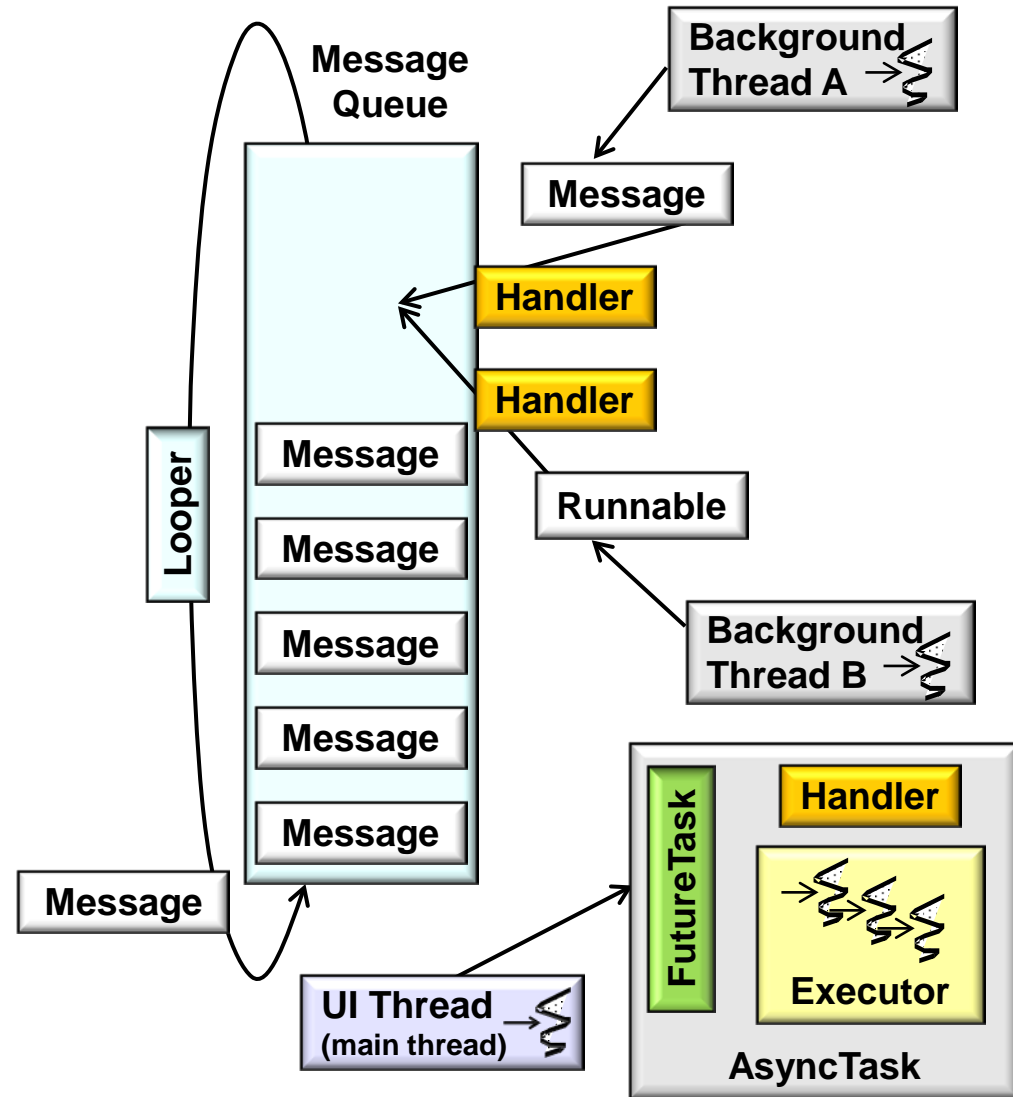 Message
Queue
Background
Thread A
Message
Handler
Handler
Message
Looper
Runnable
Message
Message
Background
Thread B
Message
Message
Message
FutureTask
Handler
Executor
AsyncTask
UI Thread
(main thread)